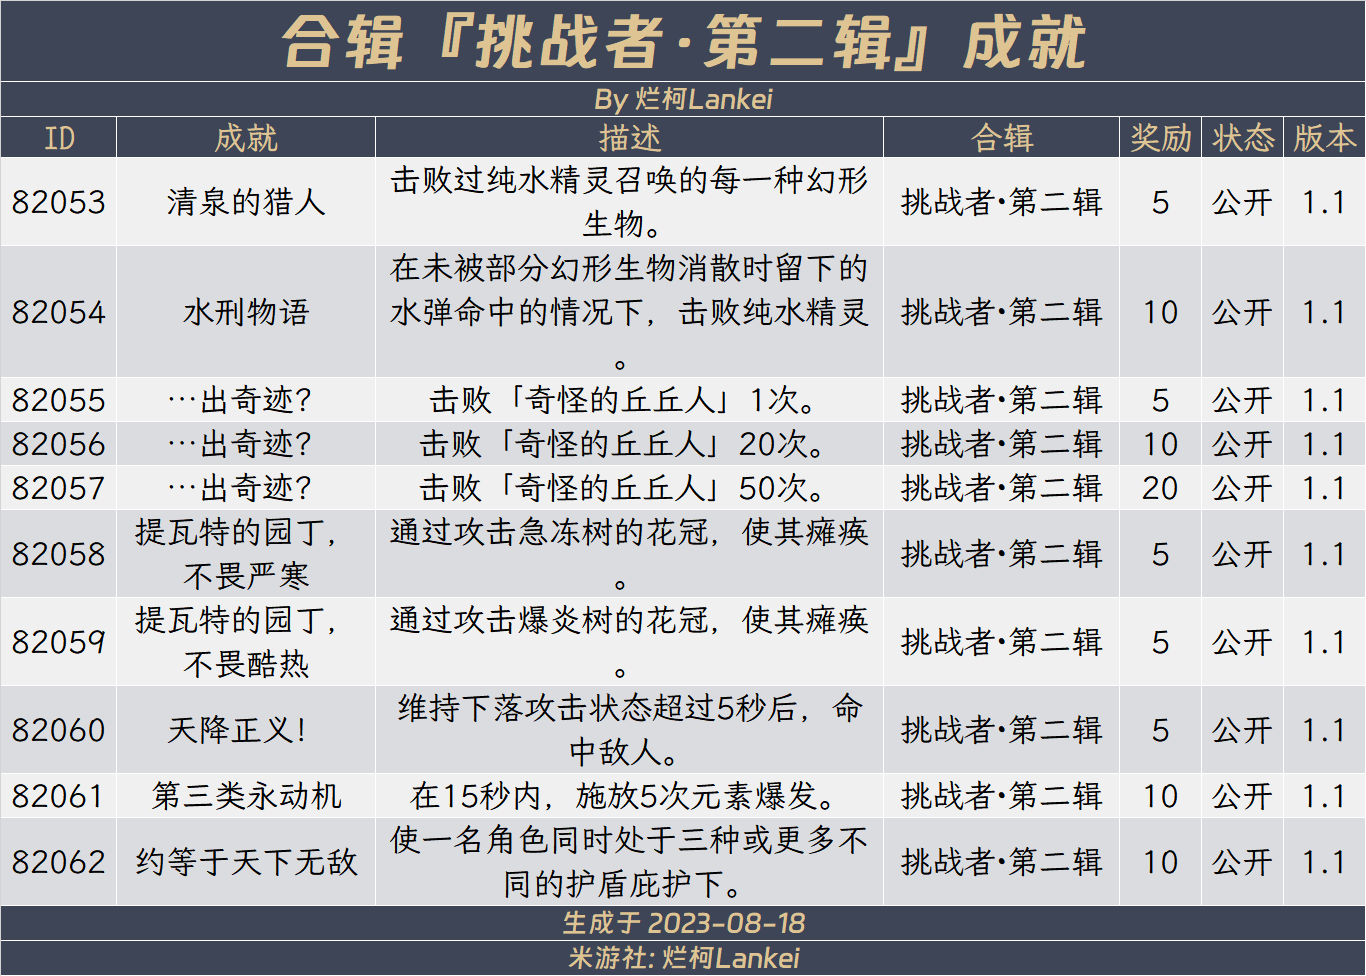 合辑『挑战者·第二辑』成就
By 烂柯Lankei
ID 成就 描述 合辑 奖励 状态 版本
82053 清泉的猎人 击败过纯水精灵召唤的每一种幻形
生物。 挑战者·第二辑 5 公开 1.1
82054 水刑物语 在未被部分幻形生物消散时留下的
水弹命中的情况下，击败纯水精灵
。 挑战者·第二辑 10 公开 1.1
82055 …出奇迹？ 击败「奇怪的丘丘人」1次。 挑战者·第二辑 5 公开 1.1
82056 …出奇迹？ 击败「奇怪的丘丘人」20次。 挑战者·第二辑 10 公开 1.1
82057 …出奇迹？ 击败「奇怪的丘丘人」50次。 挑战者·第二辑 20 公开 1.1
82058 提瓦特的园丁，
不畏严寒 通过攻击急冻树的花冠，使其瘫痪
。 挑战者·第二辑 5 公开 1.1
82059 提瓦特的园丁，
不畏酷热 通过攻击爆炎树的花冠，使其瘫痪
。 挑战者·第二辑 5 公开 1.1
82060 天降正义！ 维持下落攻击状态超过5秒后，命
中敌人。 挑战者·第二辑 5 公开 1.1
82061 第三类永动机 在15秒内，施放5次元素爆发。 挑战者·第二辑 10 公开 1.1
82062 约等于天下无敌 使一名角色同时处于三种或更多不
同的护盾庇护下。 挑战者·第二辑 10 公开 1.1
生成于 2023-08-18
米游社: 烂柯Lankei